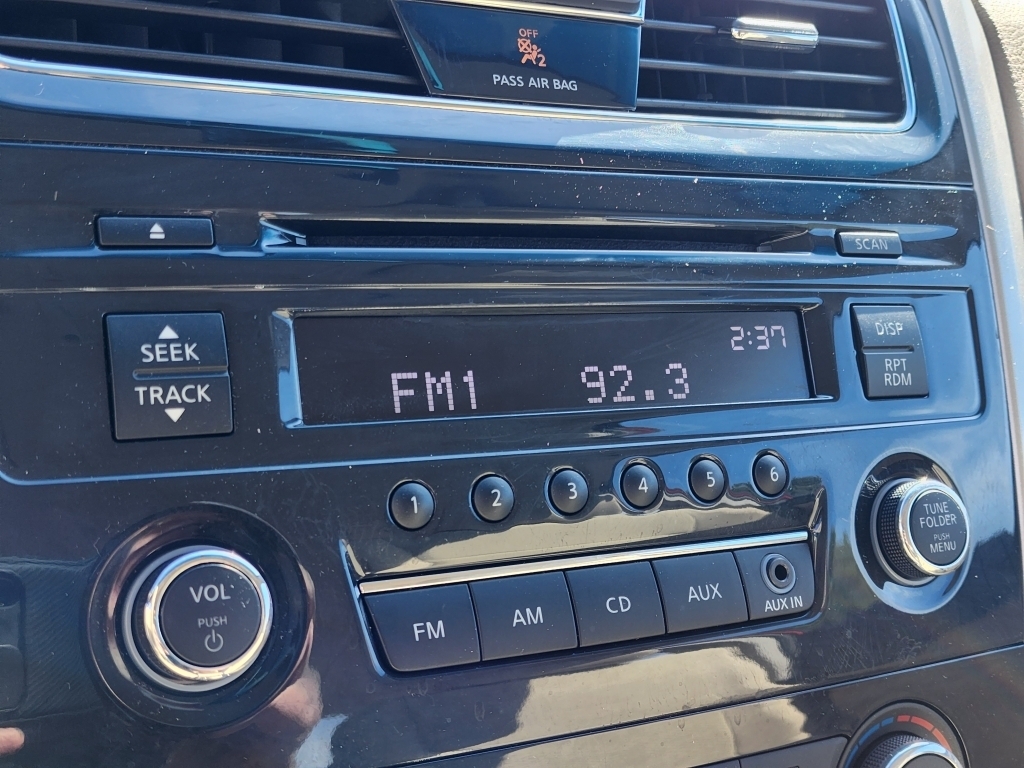 OFF
2
PASS AIR BAG
SCAN
SEEK
TRACK
2:37
FM1 92.3
DISP
RPT
RDM
1 2 3 4 5 6
VOL
PUSH
TUNE
FOLDER
PUSH
MENU
FM AM CD AUX AUX IN